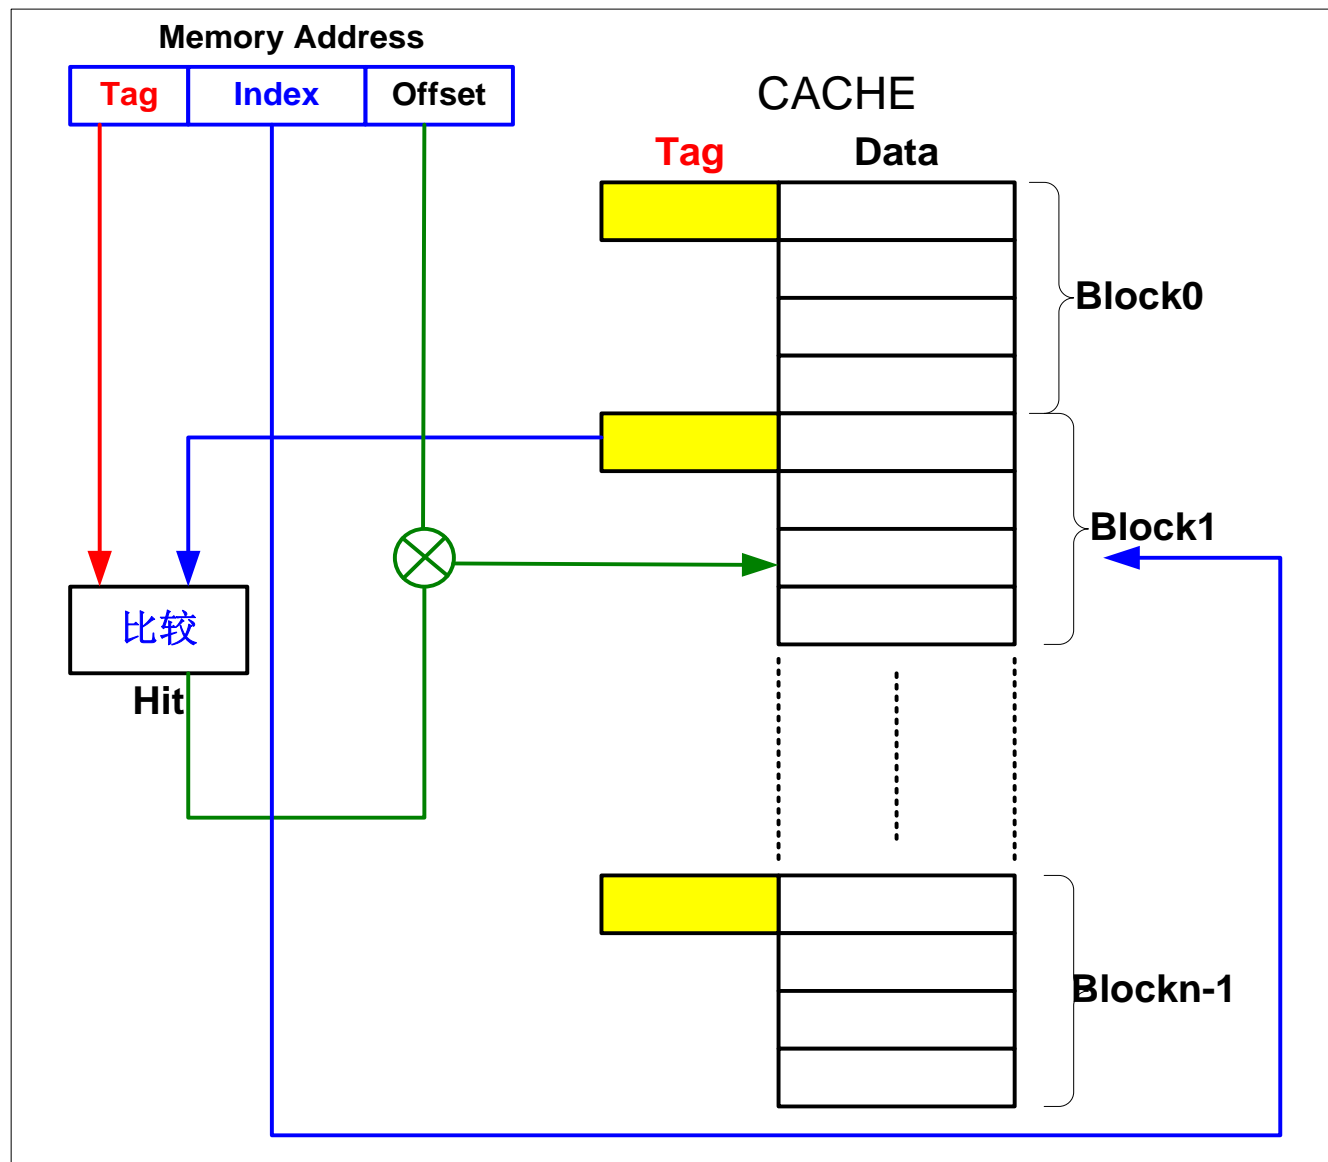 Memory Address
Tag Index Offset
CACHE
Tag Data
Block0
Block1
比较
Hit
Blockn-1